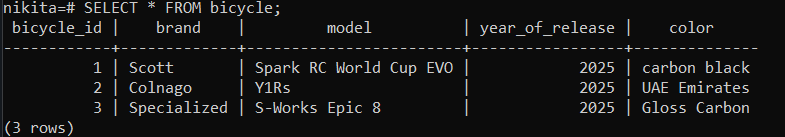 nikita=# SELECT * FROM bicycle;
 bicycle_id |    brand    |          model          | year_of_release |    color
------------+-------------+-------------------------+-----------------+--------------
          1 | Scott       | Spark RC World Cup EVO  |            2025 | carbon black
          2 | Colnago     | Y1Rs                    |            2025 | UAE Emirates
          3 | Specialized | S-Works Epic 8          |            2025 | Gloss Carbon
(3 rows)